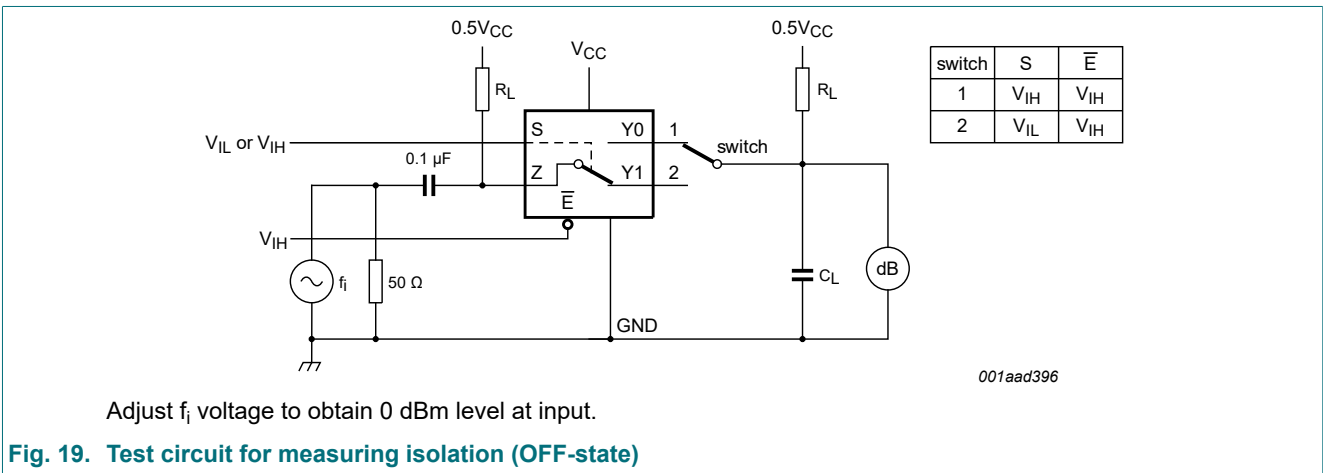 0.5VCC
VCC
0.5VCC
RL
RL
switch S E̅
1 VIH VIH
2 VIL VIH
VIL or VIH
S
Y0
1
switch
0.1 µF
Z
Y1
2
E̅
VIH
fi
50 Ω
CL
dB
GND
001aad396
Adjust fi voltage to obtain 0 dBm level at input.
Fig. 19. Test circuit for measuring isolation (OFF-state)